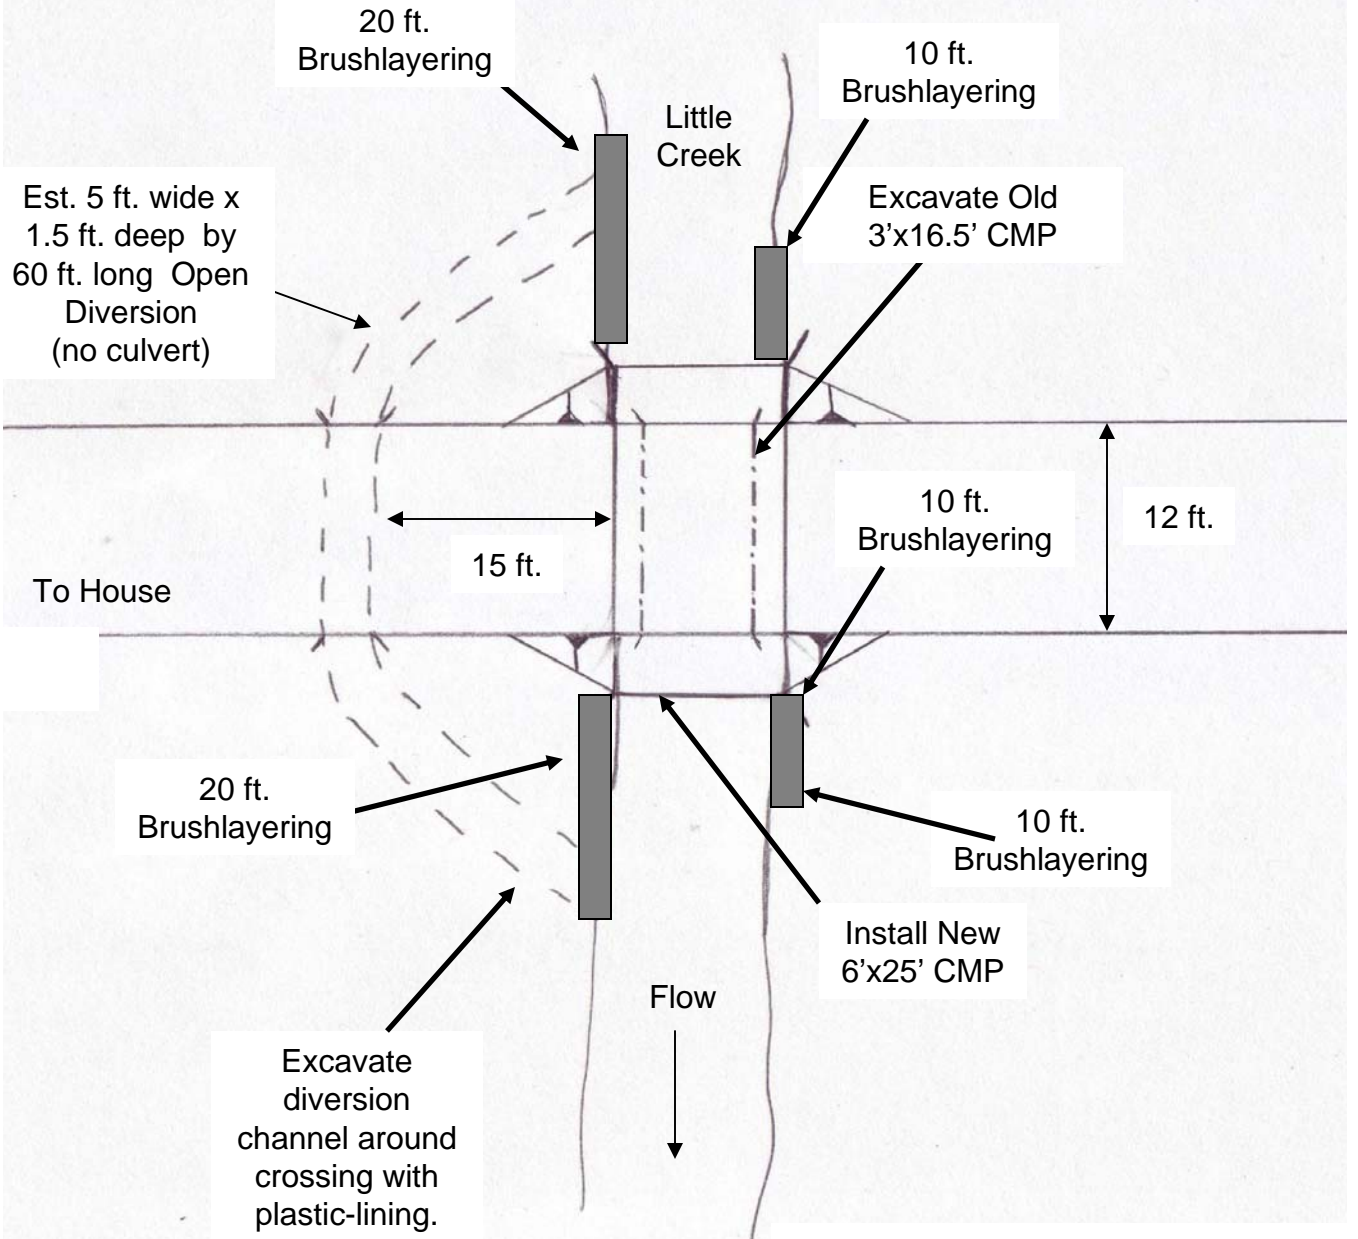 20 ft.
Brushlayering
10 ft.
Brushlayering
Little
Creek
Excavate Old
3’x16.5’ CMP
Est. 5 ft. wide x
1.5 ft. deep by
60 ft. long Open
Diversion
(no culvert)
10 ft.
Brushlayering
12 ft.
15 ft.
To House
20 ft.
Brushlayering
10 ft.
Brushlayering
Install New
6’x25’ CMP
Flow
Excavate
diversion
channel around
crossing with
plastic-lining.